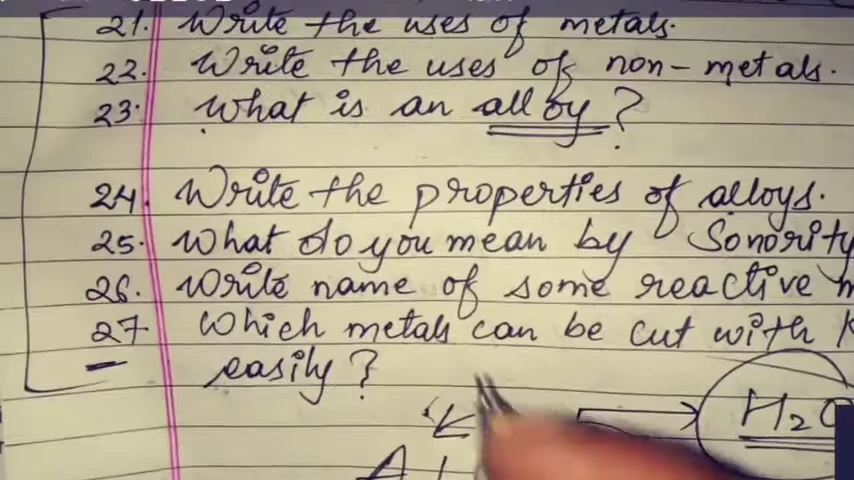 21. Write the uses of metals.
22. Write the uses of non-metals.
23. What is an alloy?
24. Write the properties of alloys.
25. What do you mean by Sonority
26. Write name of some reactive
27. Which metals can be cut with
easily?
H2O
Al